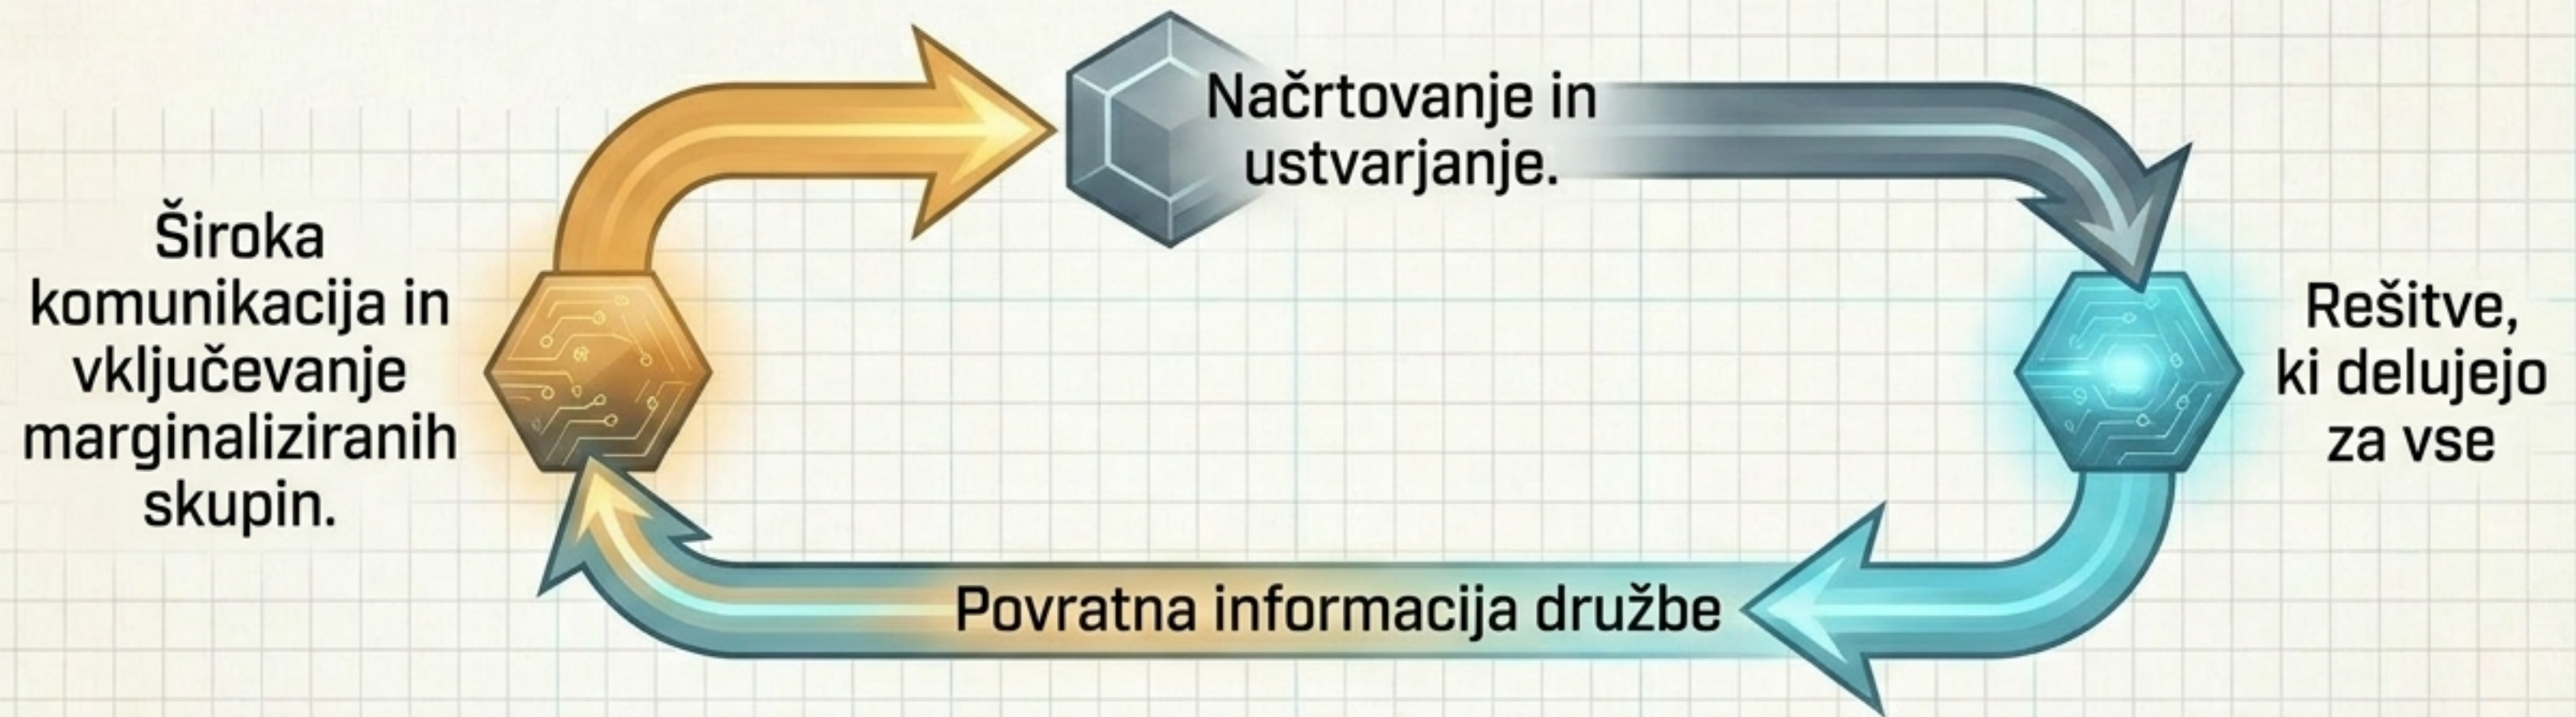 Široka
komunikacija in
vključevanje
marginaliziranih
skupin.
Načrtovanje in
ustvarjanje.
Rešitve,
ki delujejo
za vse
Povratna informacija družbe